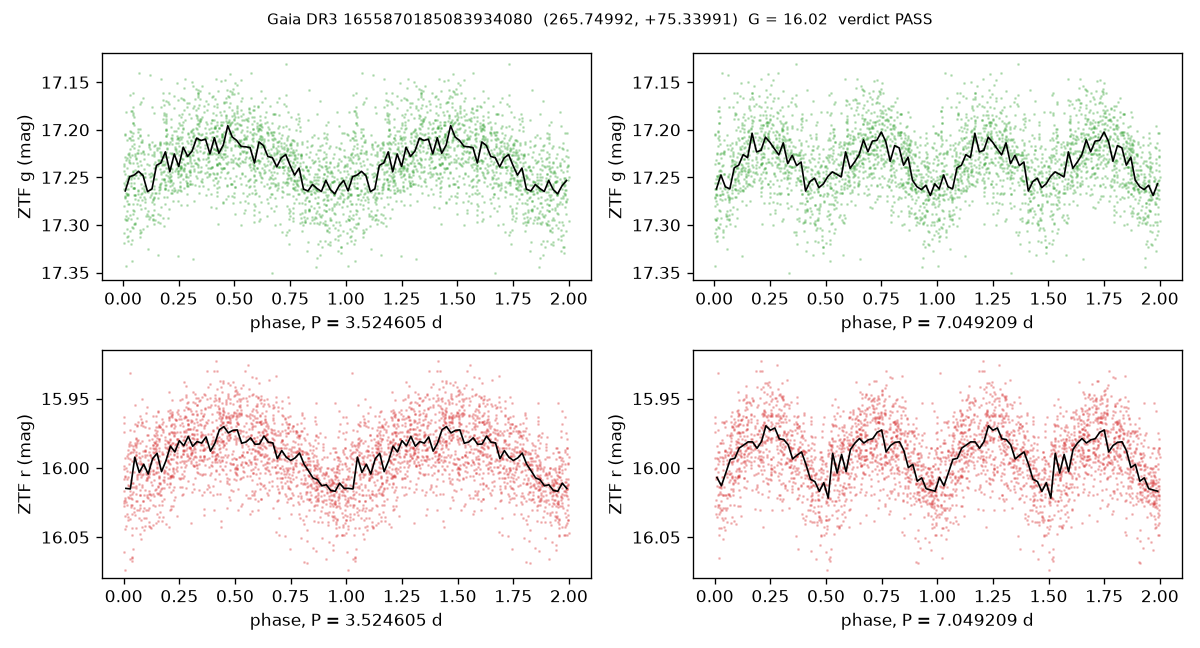 Gaia DR3 1655870185083934080 (265.74992, +75.33991) G = 16.02 verdict PASS
ZTF g (mag)
17.15
17.20
17.25
17.30
17.35
0.00 0.25 0.50 0.75 1.00 1.25 1.50 1.75 2.00
phase, P = 3.524605 d
ZTF g (mag)
17.15
17.20
17.25
17.30
17.35
0.00 0.25 0.50 0.75 1.00 1.25 1.50 1.75 2.00
phase, P = 7.049209 d
ZTF r (mag)
15.95
16.00
16.05
0.00 0.25 0.50 0.75 1.00 1.25 1.50 1.75 2.00
phase, P = 3.524605 d
ZTF r (mag)
15.95
16.00
16.05
0.00 0.25 0.50 0.75 1.00 1.25 1.50 1.75 2.00
phase, P = 7.049209 d